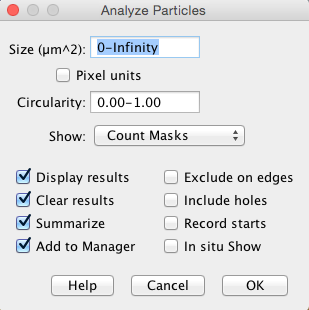 Analyze Particles
Size (µm^2): 0-Infinity
Pixel units
Circularity: 0.00-1.00
Show: Count Masks
Display results Exclude on edges
Clear results Include holes
Summarize Record starts
Add to Manager In situ Show
Help Cancel OK